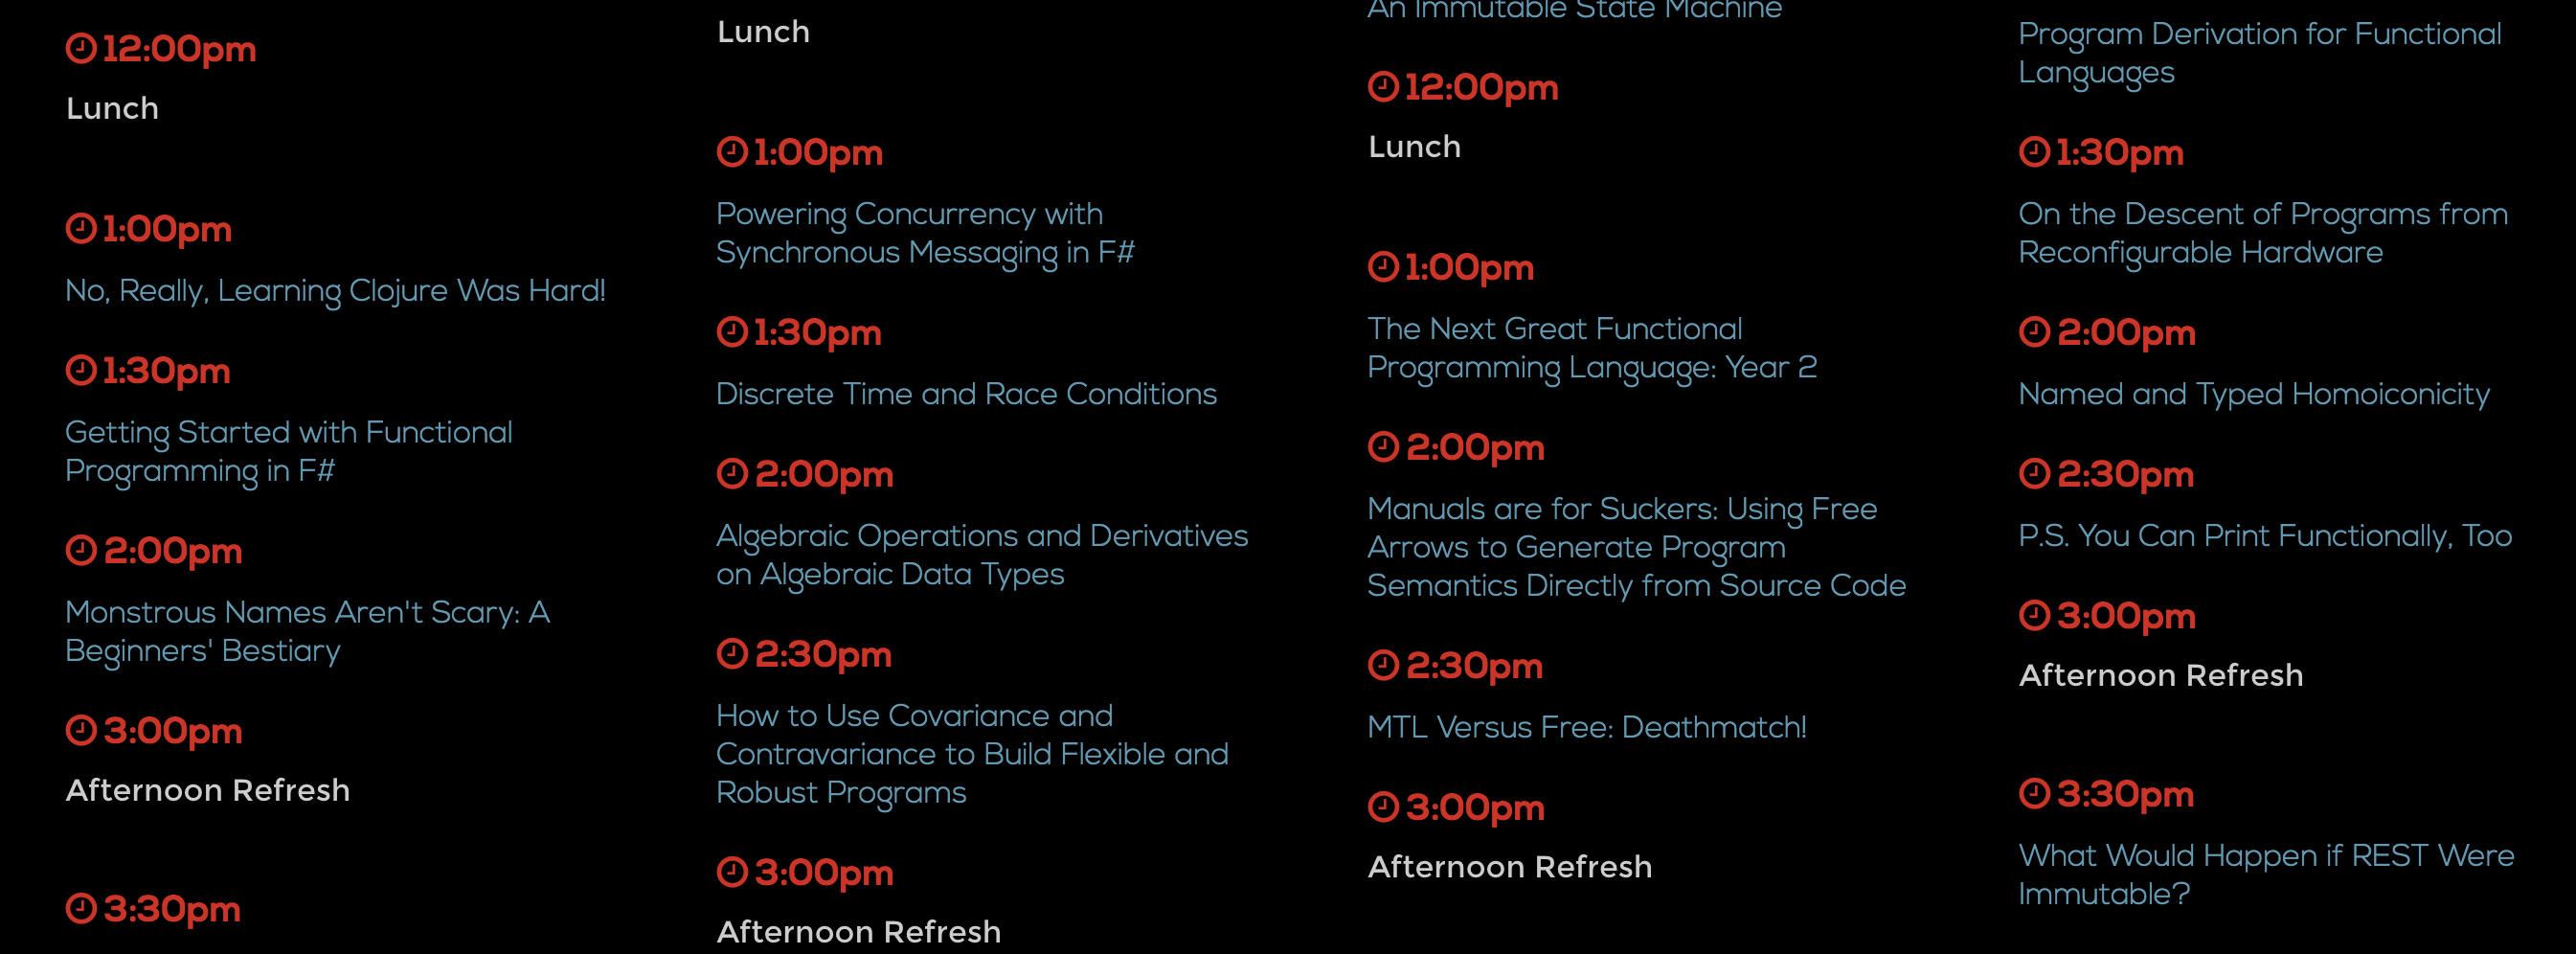 12:00pm
Lunch
1:00pm
No, Really, Learning Clojure Was Hard!
1:30pm
Getting Started with Functional
Programming in F#
2:00pm
Monstrous Names Aren't Scary: A
Beginners' Bestiary
3:00pm
Afternoon Refresh
3:30pm
Lunch
1:00pm
Powering Concurrency with
Synchronous Messaging in F#
1:30pm
Discrete Time and Race Conditions
2:00pm
Algebraic Operations and Derivatives
on Algebraic Data Types
2:30pm
How to Use Covariance and
Contravariance to Build Flexible and
Robust Programs
3:00pm
Afternoon Refresh
An Immutable State Machine
12:00pm
Lunch
1:00pm
The Next Great Functional
Programming Language: Year 2
2:00pm
Manuals are for Suckers: Using Free
Arrows to Generate Program
Semantics Directly from Source Code
2:30pm
MTL Versus Free: Deathmatch!
3:00pm
Afternoon Refresh
Program Derivation for Functional
Languages
1:30pm
On the Descent of Programs from
Reconfigurable Hardware
2:00pm
Named and Typed Homoiconicity
2:30pm
P.S. You Can Print Functionally, Too
3:00pm
Afternoon Refresh
3:30pm
What Would Happen if REST Were
Immutable?